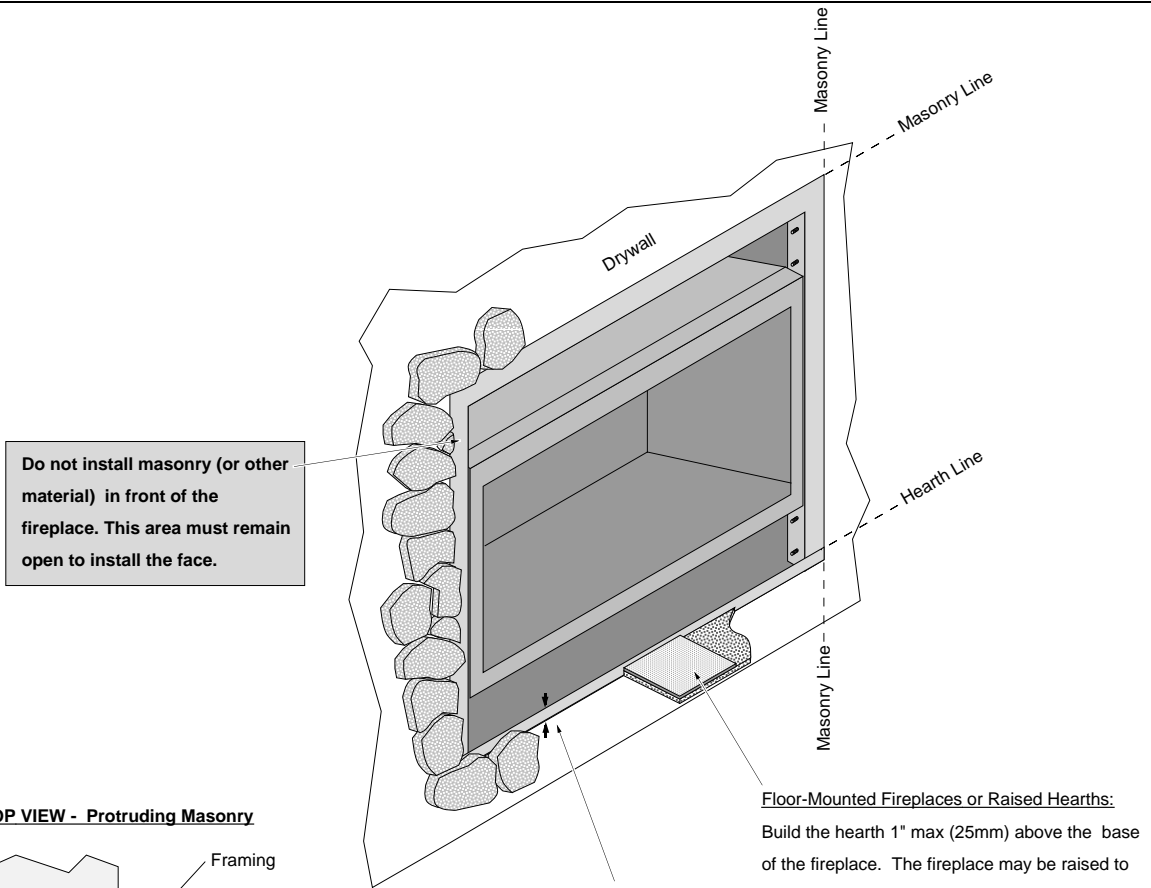 Masonry Line
Masonry Line
Drywall
Hearth Line
Do not install masonry (or other
material) in front of the
fireplace. This area must remain
open to install the face.
Masonry Line
Floor-Mounted Fireplaces or Raised Hearths:
Build the hearth 1" max (25mm) above the base
of the fireplace. The fireplace may be raised to
VIEW - Protruding Masonry
Framing